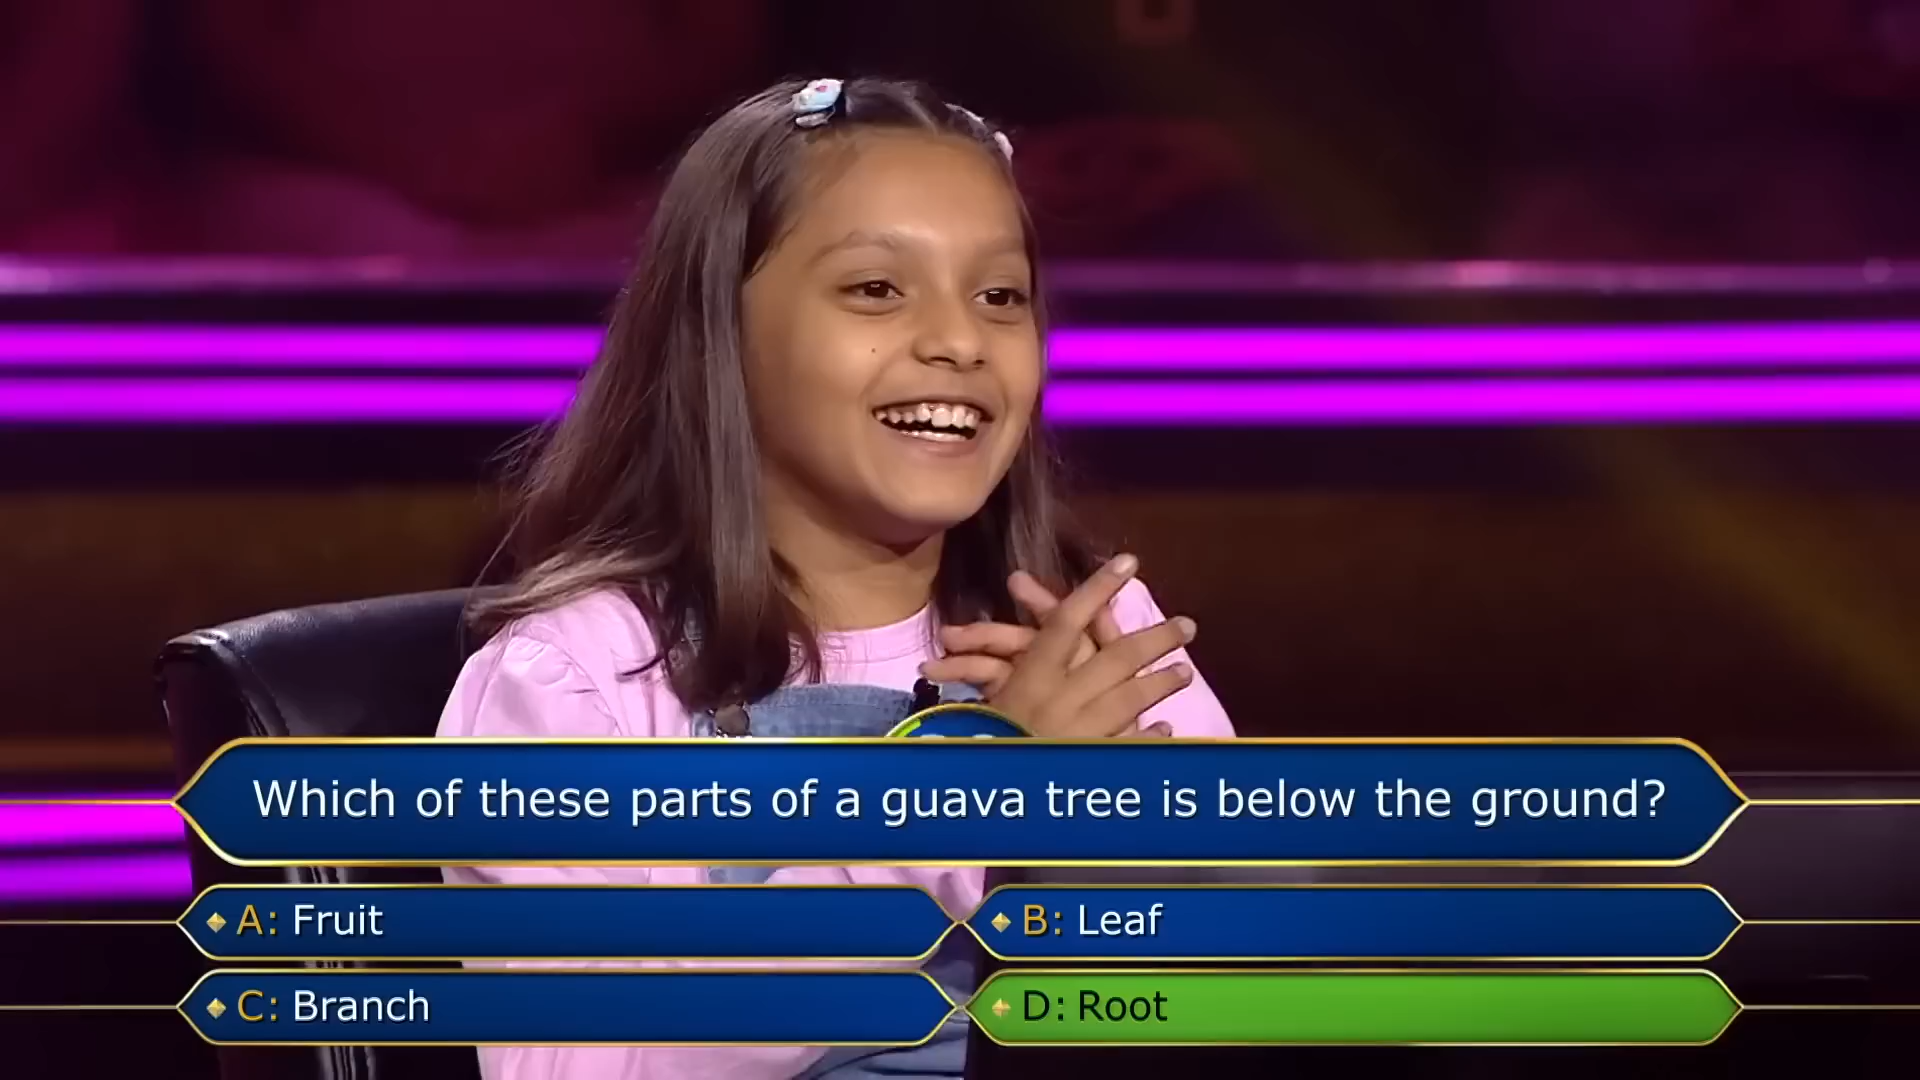 Which of these parts of a guava tree is below the ground?
A: Fruit
B: Leaf
C: Branch
D: Root